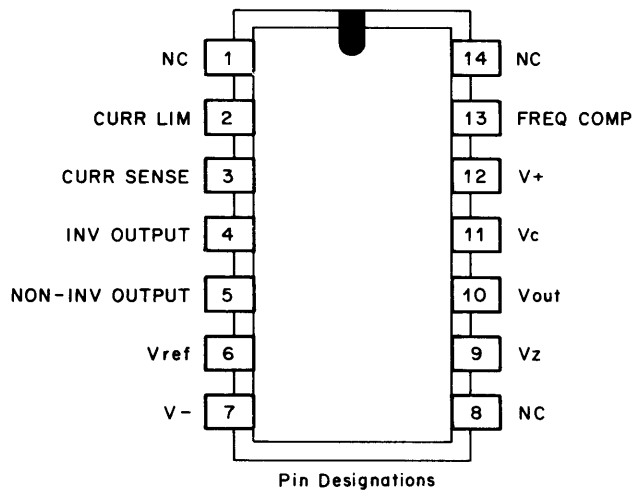 NC 1 14 NC
CURR LIM 2 13 FREQ COMP
CURR SENSE 3 12 V+
INV OUTPUT 4 11 Vc
NON-INV OUTPUT 5 10 Vout
Vref 6 9 Vz
V- 7 8 NC
Pin Designations